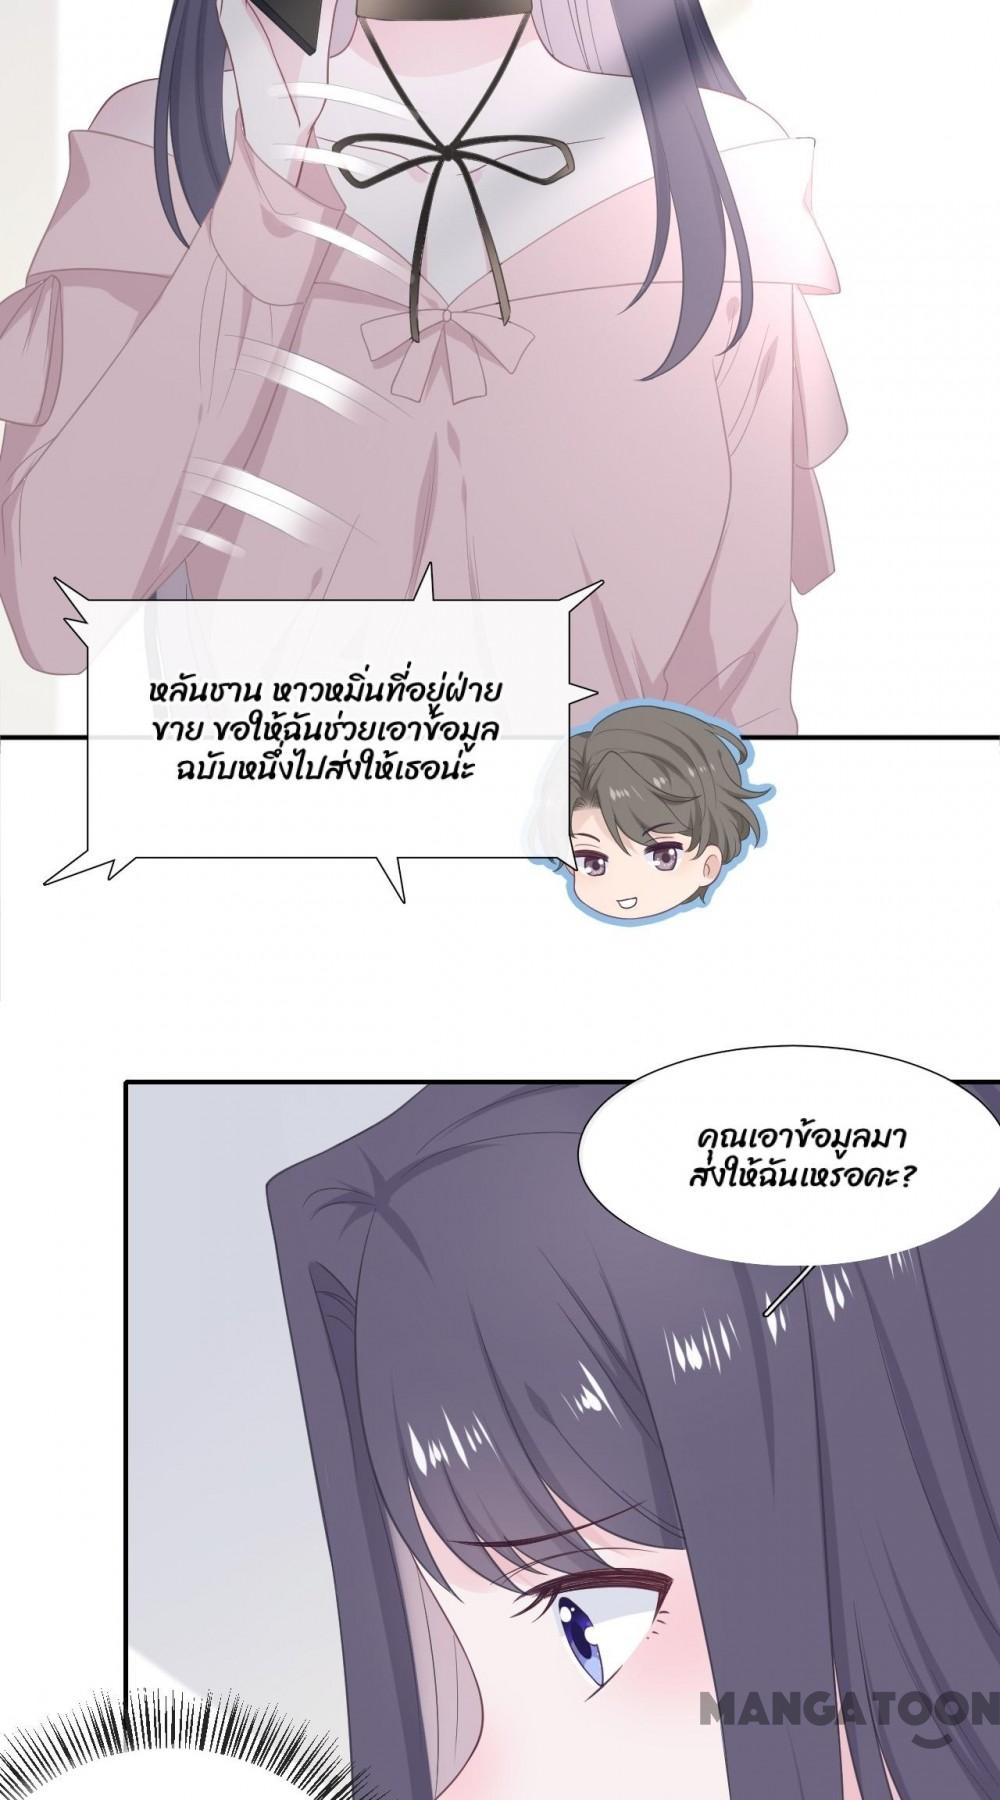 หลันชาน หาวหมิ่นที่อยู่ฝ่าย
ขาย ขอให้ฉันช่วยเอาข้อมูล
ฉบับหนึ่งไปส่งให้เธอน่ะ
คุณเอาข้อมูลมา
ส่งให้ฉันเหรอคะ?
MANGATOON